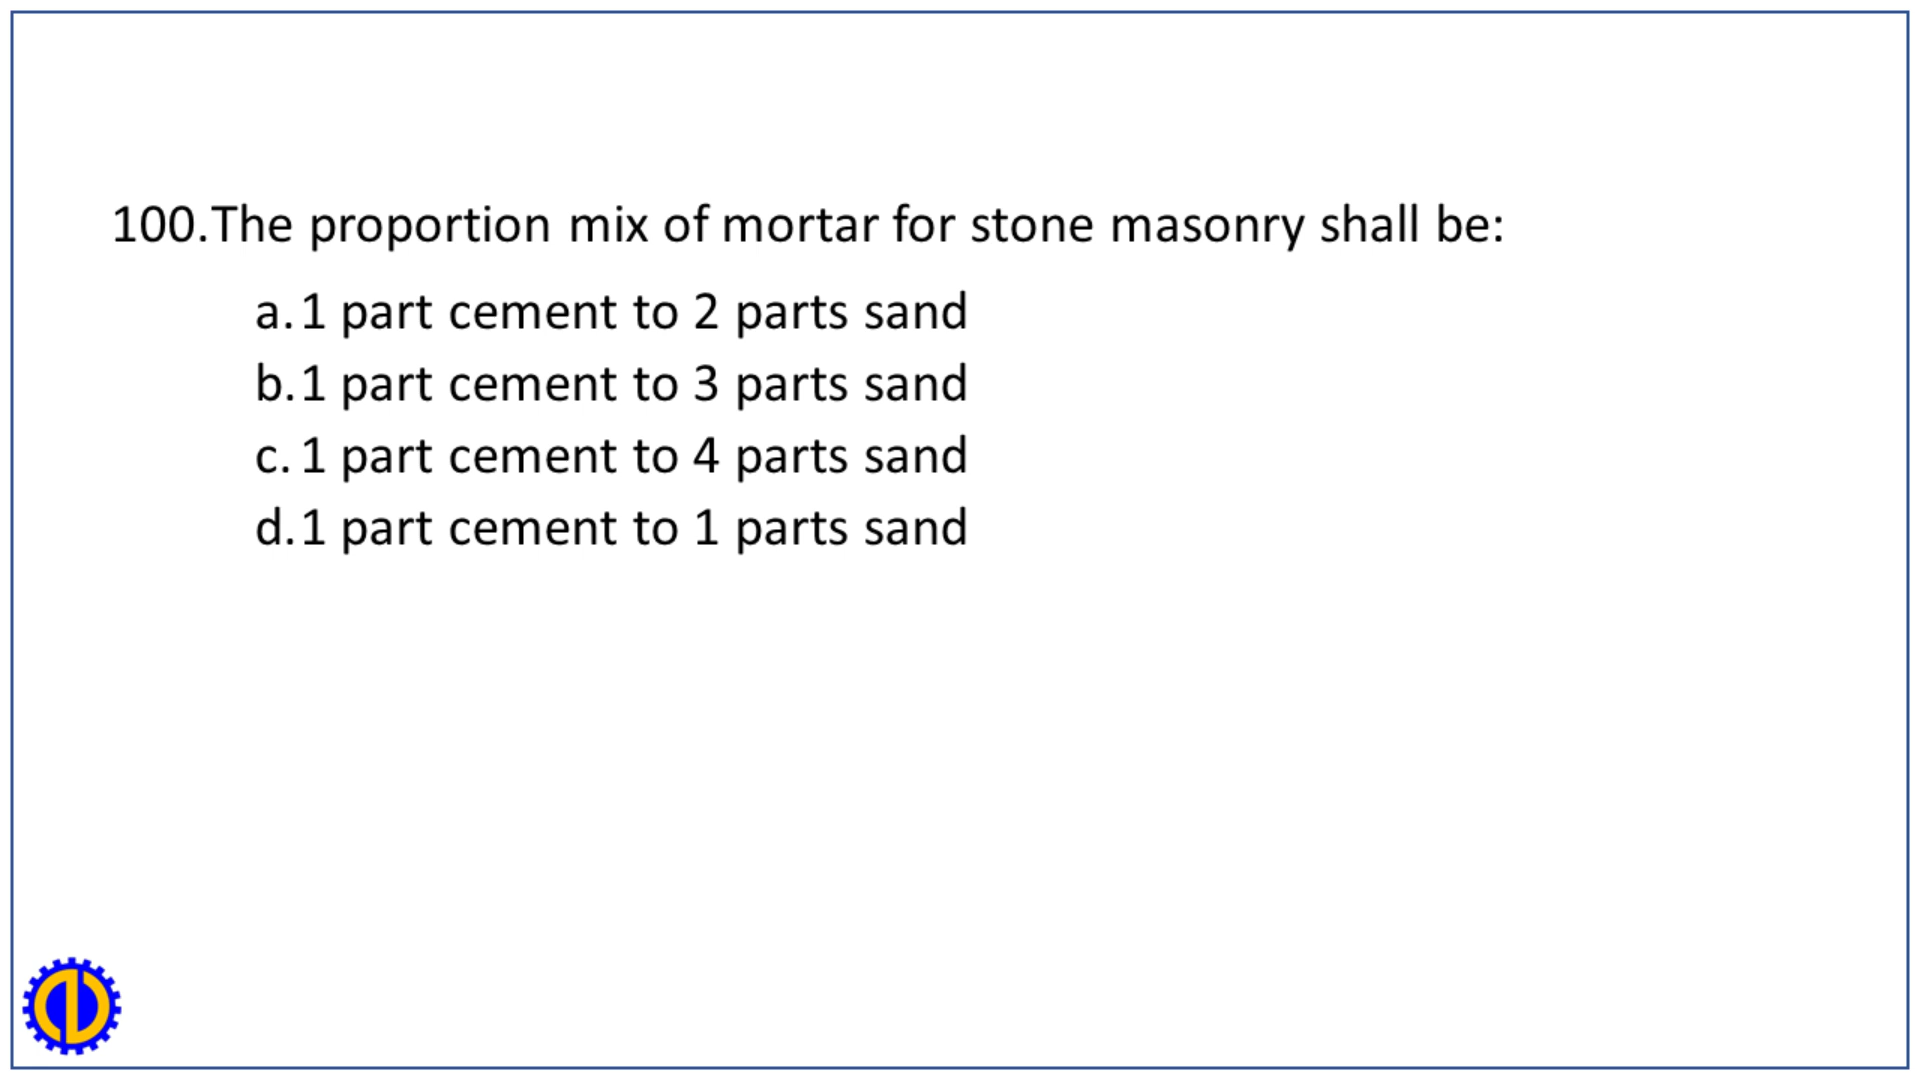 100.The proportion mix of mortar for stone masonry shall be:
a.1 part cement to 2 parts sand
b.1 part cement to 3 parts sand
c.1 part cement to 4 parts sand
d.1 part cement to 1 parts sand